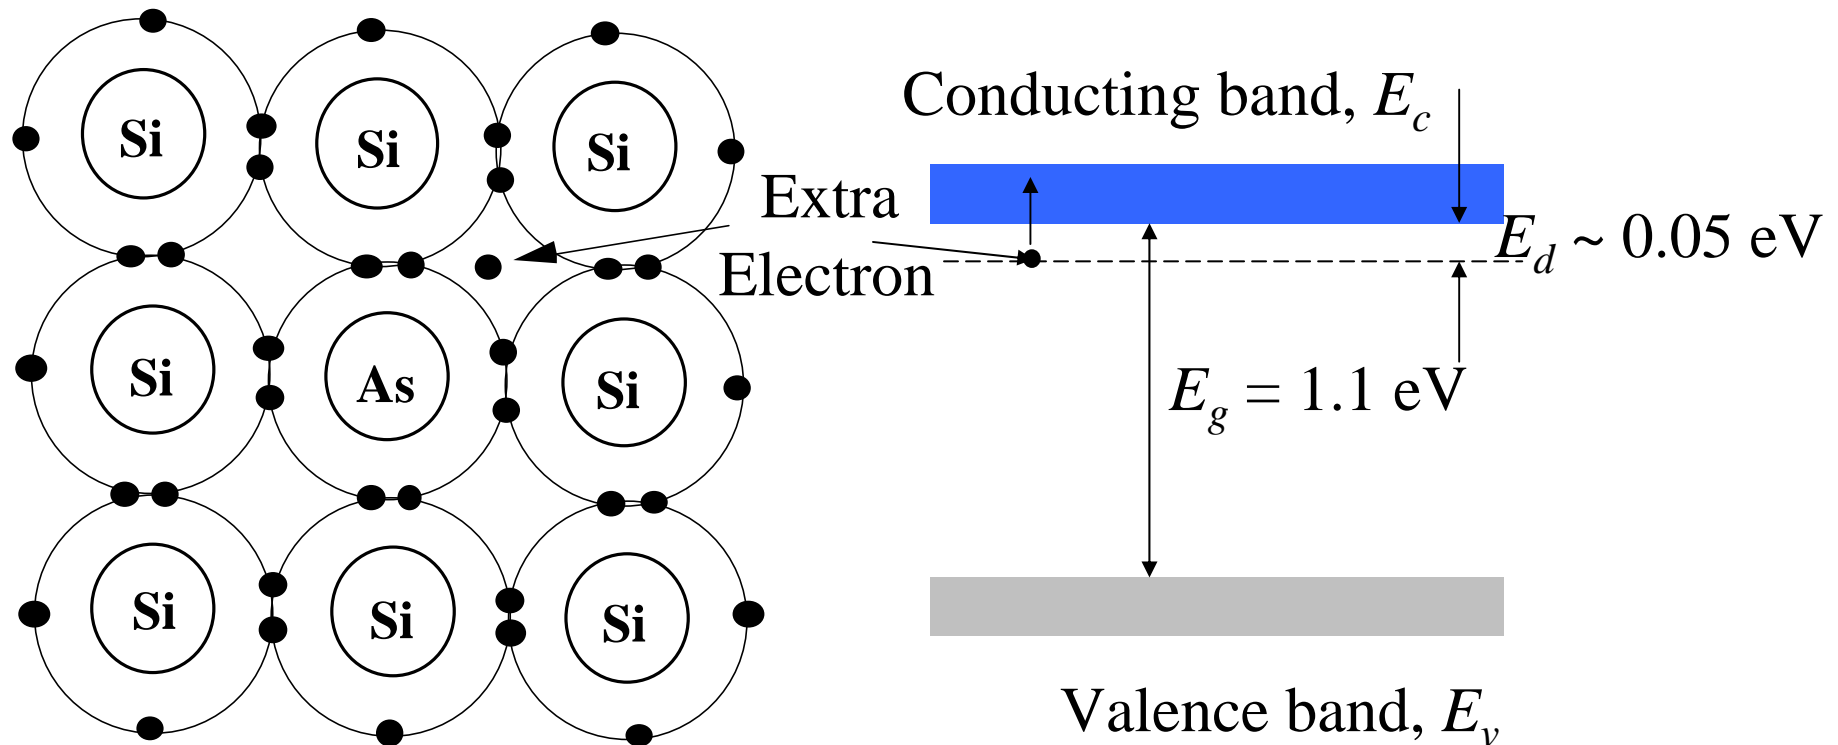 Si Si Si
Si As Si
Si Si Si
Extra
Electron
Conducting band, E_c
E_d ~ 0.05 eV
E_g = 1.1 eV
Valence band, E_v